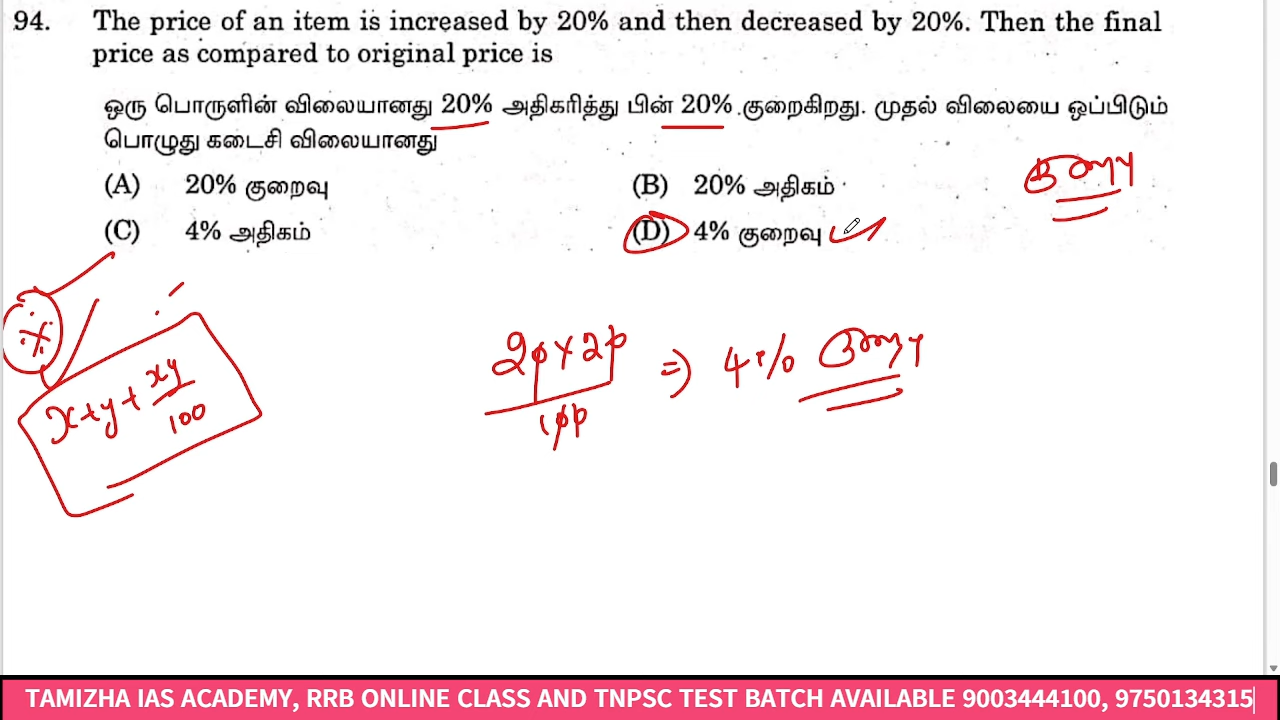 94. The price of an item is increased by 20% and then decreased by 20%. Then the final
price as compared to original price is
ஒரு பொருளின் விலையானது 20% அதிகரித்து பின் 20% குறைகிறது. முதல் விலையை ஒப்பிடும்
பொழுது கடைசி விலையானது
(A) 20% குறைவு (B) 20% அதிகம்
(C) 4% அதிகம் (D) 4% குறைவு
x+y+xy/100
20×20/100 ⇒ 4%
TAMIZHA IAS ACADEMY, RRB ONLINE CLASS AND TNPSC TEST BATCH AVAILABLE 9003444100, 9750134315